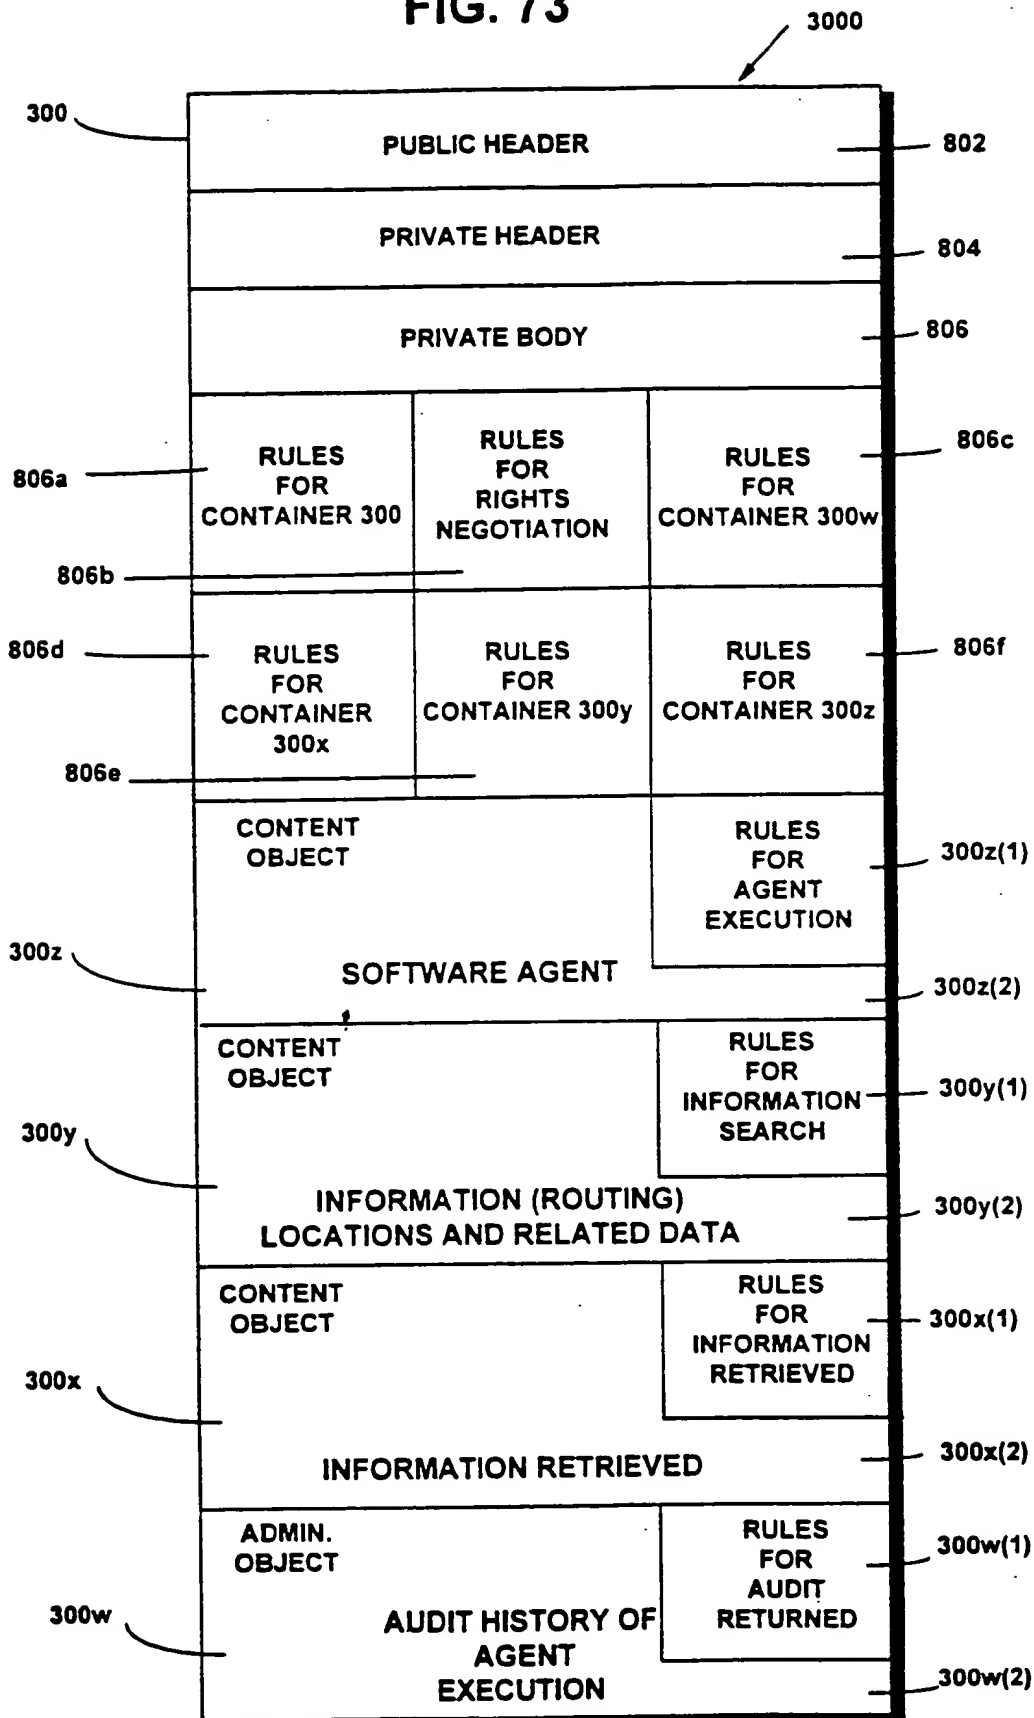 FIG. 73
3000
300
PUBLIC HEADER
802
PRIVATE HEADER
804
PRIVATE BODY
806
806a
RULES
FOR
CONTAINER 300
806b
RULES
FOR
RIGHTS
NEGOTIATION
RULES
FOR
CONTAINER 300w
806c
806d
RULES
FOR
CONTAINER
300x
806e
RULES
FOR
CONTAINER 300y
RULES
FOR
CONTAINER 300z
806f
CONTENT
OBJECT
RULES
FOR
AGENT
EXECUTION
300z(1)
300z
SOFTWARE AGENT
300z(2)
CONTENT
OBJECT
RULES
FOR
INFORMATION
SEARCH
300y(1)
300y
INFORMATION (ROUTING)
LOCATIONS AND RELATED DATA
300y(2)
CONTENT
OBJECT
RULES
FOR
INFORMATION
RETRIEVED
300x(1)
300x
INFORMATION RETRIEVED
300x(2)
ADMIN.
OBJECT
RULES
FOR
AUDIT
RETURNED
300w(1)
300w
AUDIT HISTORY OF
AGENT
EXECUTION
300w(2)